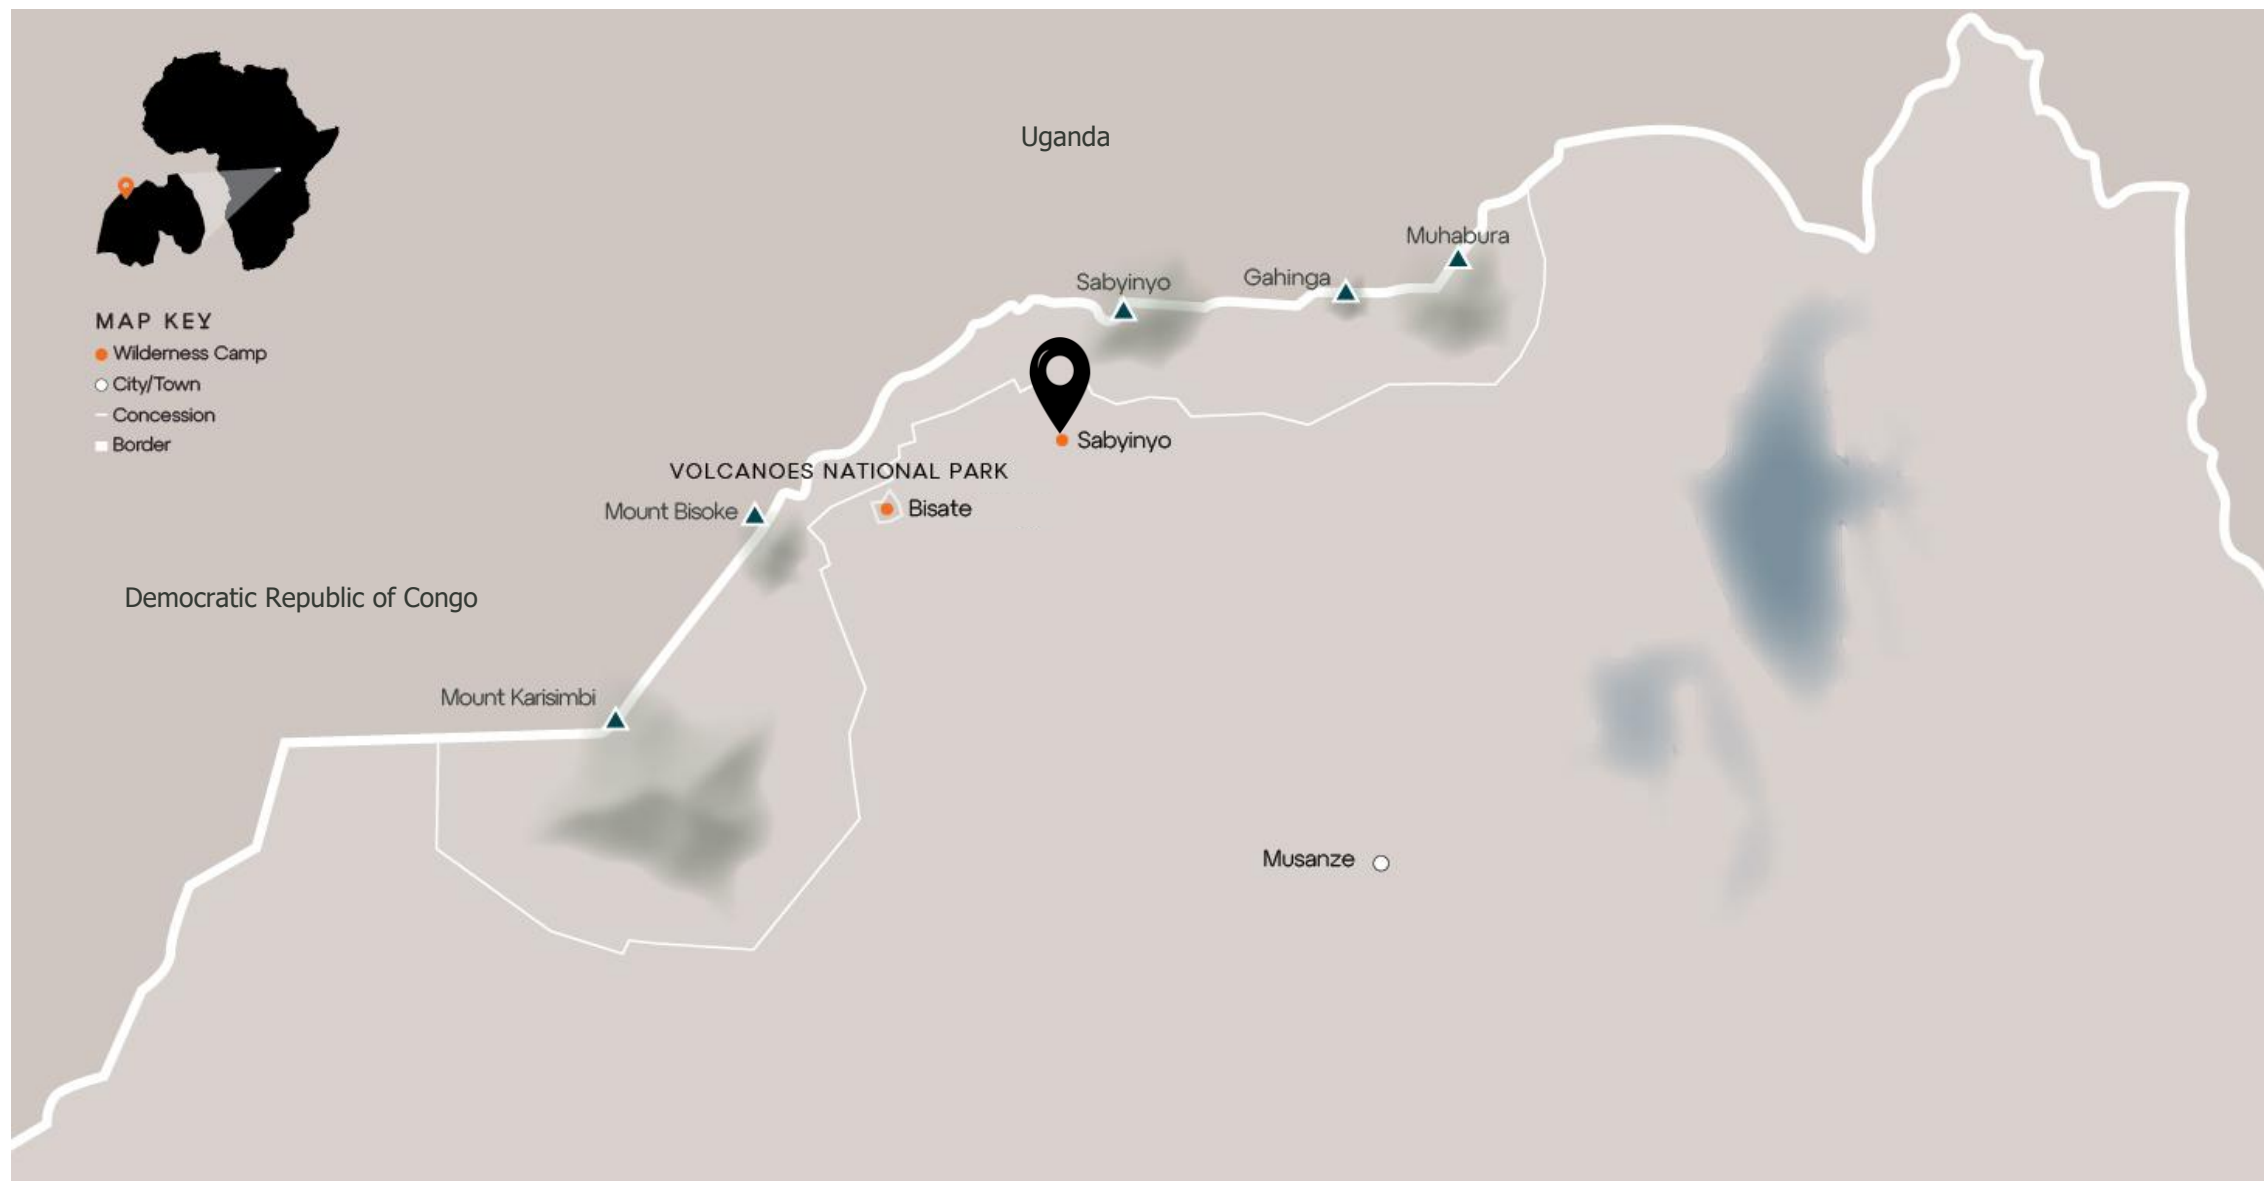 Uganda
Muhabura
Gahinga
Sabyinyo
MAP KEY
Wilderness Camp
City/Town
Concession
Border
Sabyinyo
VOLCANOES NATIONAL PARK
Mount Bisoke
Bisate
Democratic Republic of Congo
Mount Karisimbi
Musanze